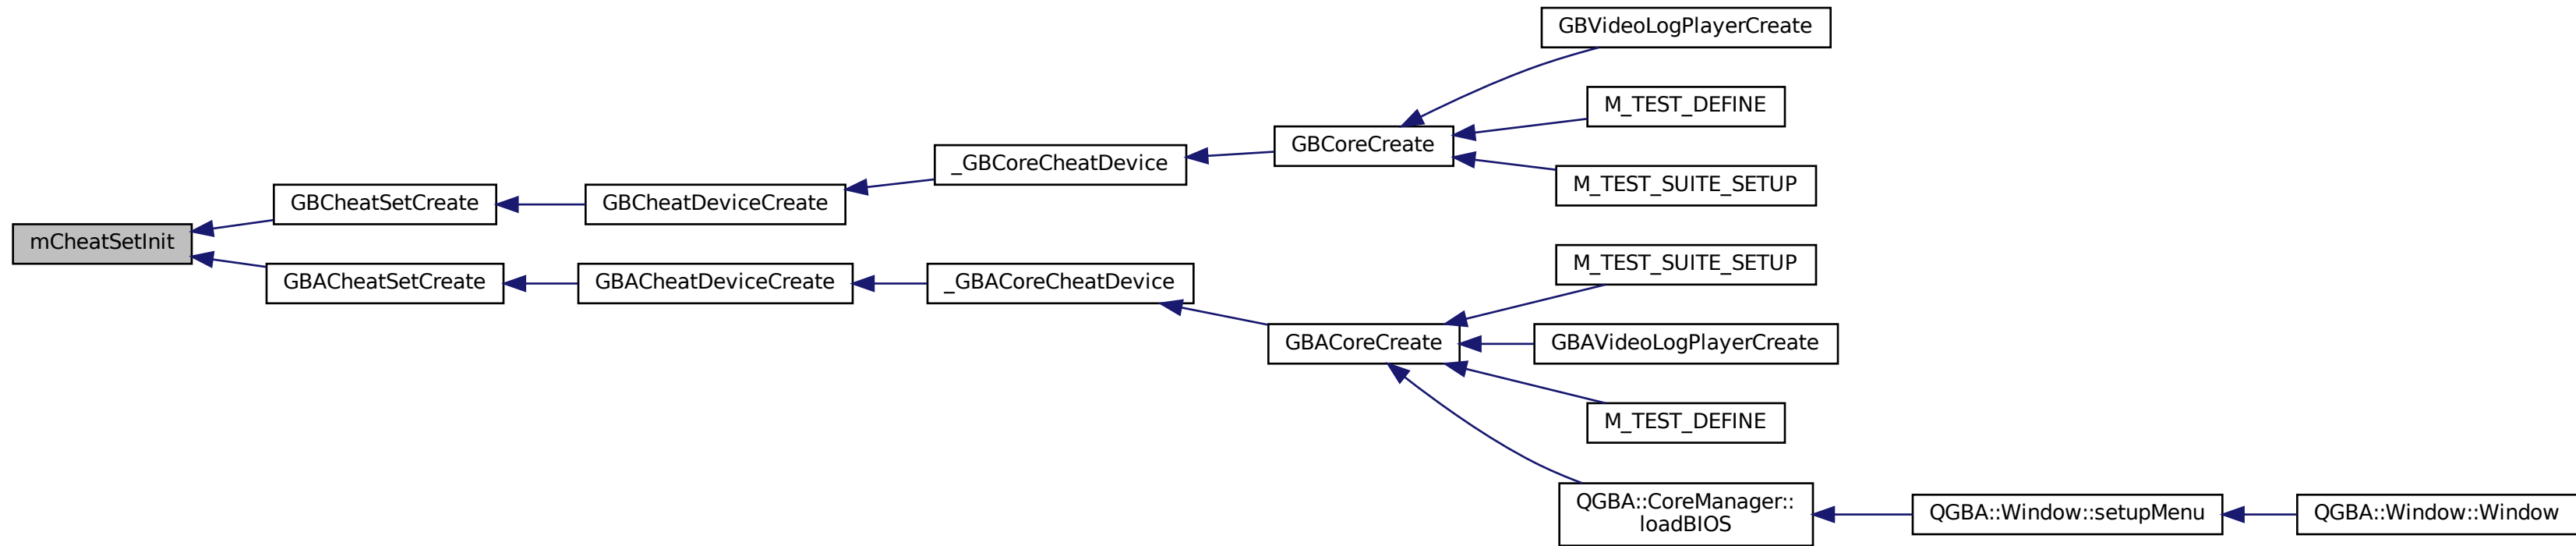 GBVideoLogPlayerCreate
M_TEST_DEFINE
GBCoreCreate
_GBCoreCheatDevice
M_TEST_SUITE_SETUP
GBCheatSetCreate
GBCheatDeviceCreate
mCheatSetInit
M_TEST_SUITE_SETUP
GBACheatSetCreate
GBACheatDeviceCreate
_GBACoreCheatDevice
GBACoreCreate
GBAVideoLogPlayerCreate
M_TEST_DEFINE
QGBA::CoreManager::
loadBIOS
QGBA::Window::setupMenu
QGBA::Window::Window